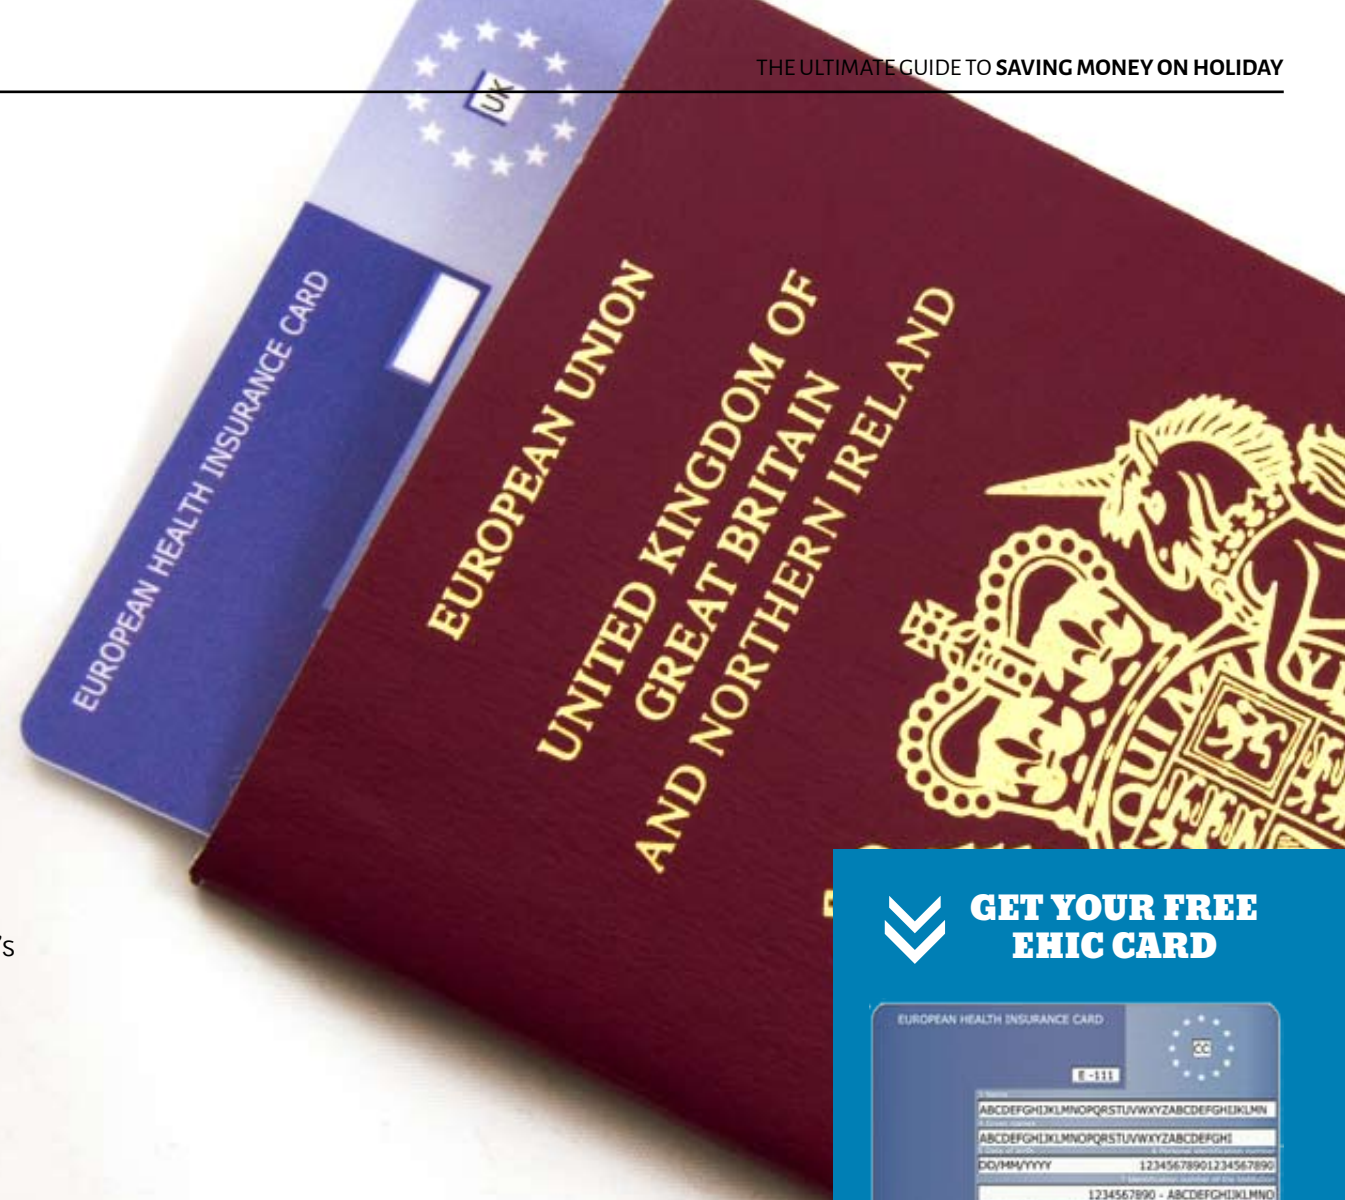 THE ULTIMATE GUIDE TO SAVING MONEY ON HOLIDAY
UK
EUROPEAN HEALTH INSURANCE CARD
EUROPEAN UNION
UNITED KINGDOM OF
GREAT BRITAIN
AND NORTHERN IRELAND
QUI MA
's
GET YOUR FREE
EHIC CARD
EUROPEAN HEALTH INSURANCE CARD
CC
E-111
ABCDEFGHIJKLMNOPQRSTUVWXYZABCDEFGHIJKLMN
ABCDEFGHIJKLMNOPQRSTUVWXYZABCDEFGHI
DD/MM/YYYY 12345678901234567890
1234567890 - ABCDEFGHIJKLMNO